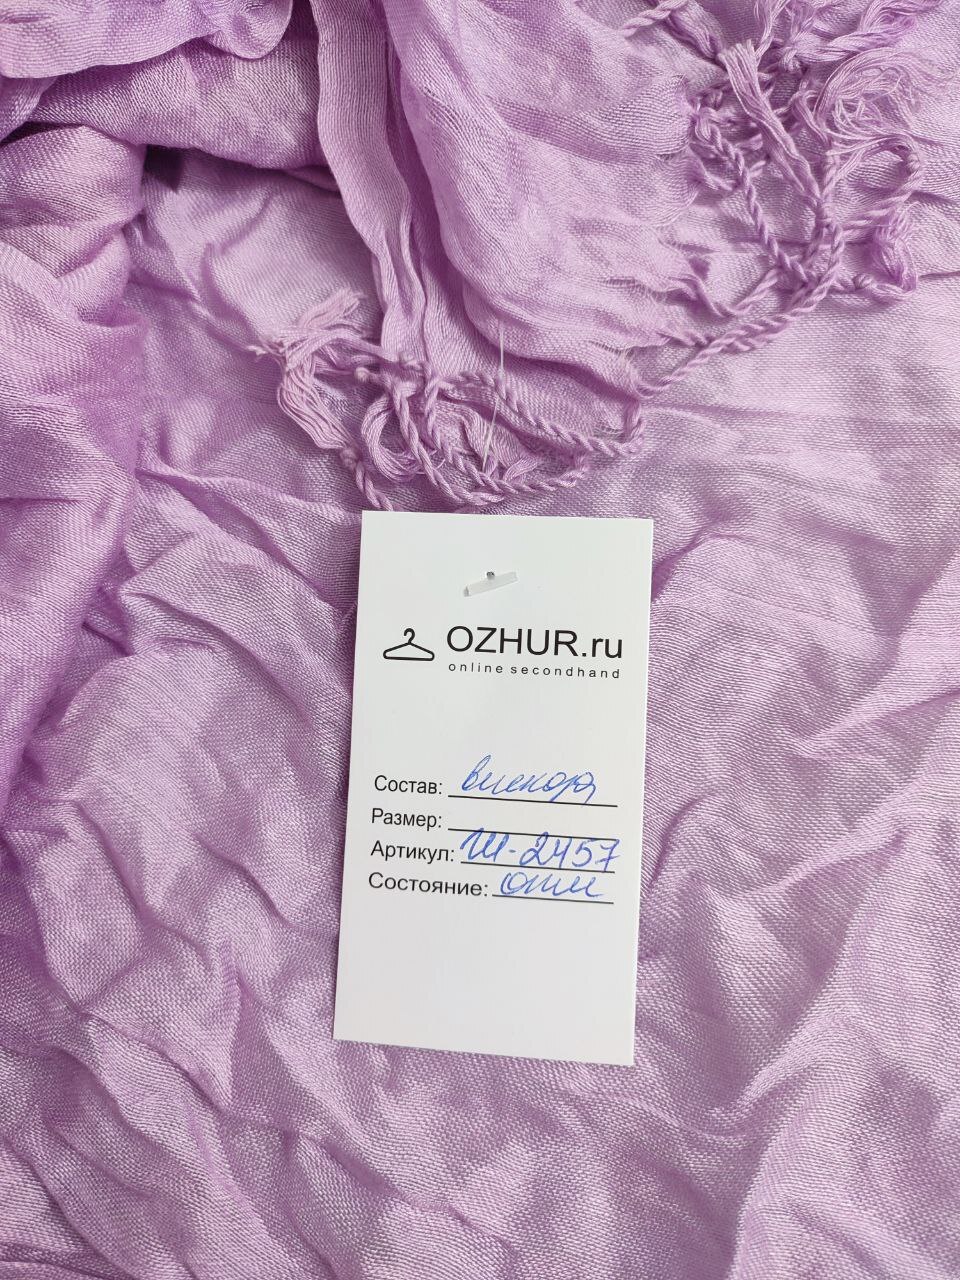 OZHUR.ru
online secondhand
Состав: вискоза
Размер:
Артикул: Ш-2457
Состояние: отл